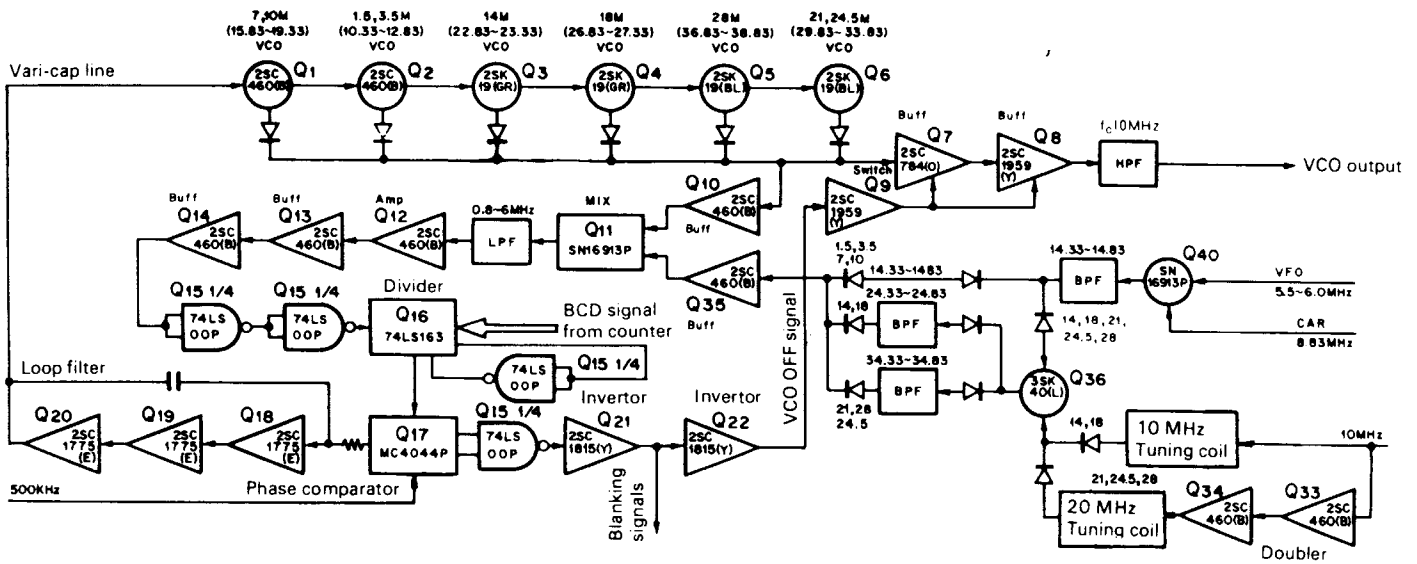 7,10M
(15.83~19.33)
VCO
1.5, 3.5M
(10.33~12.83)
VCO
14M
(22.83~23.33)
VCO
18M
(26.83~27.33)
VCO
28M
(36.83~38.83)
VCO
21, 24.5M
(29.83~33.83)
VCO
Vari-cap line
2SC
460(B)
Q1
2SC
460(B)
Q2
2SK
19(GR)
Q3
2SK
19(GR)
Q4
2SK
19(BL)
Q5
2SK
19(BL)
Q6
Buff
Q7
2SC
784(O)
Buff
Q8
2SC
1959
(Y)
fc10MHz
HPF
VCO output
Switch
Q9
2SC
1959
(Y)
Buff
Q14
2SC
460(B)
Buff
Q13
2SC
460(B)
Amp
Q12
2SC
460(B)
0.8~6MHz
LPF
MIX
Q11
SN16913P
Q10
2SC
460(B)
Buff
2SC
460(B)
Q35
Buff
1.5, 3.5
7, 10
14.33~1483
14.33~14.83
BPF
Q40
SN
16913P
VFO
5.5~6.0MHz
CAR
8.83MHz
14,18
24.33~24.83
BPF
14, 18, 21,
24.5, 28
34.33~34.83
BPF
21,28
24.5
3SK
40(L)
Q36
Q15 1/4
74LS
OOP
Q15 1/4
74LS
OOP
Divider
Q16
74LS163
BCD signal
from counter
74LS
OOP
Q15 1/4
VCO OFF signal
Loop filter
Q20
2SC
1775
(E)
Q19
2SC
1775
(E)
Q18
2SC
1775
(E)
Q17
MC4044P
Q15 1/4
74LS
OOP
Invertor
Q21
2SC
1815(Y)
Invertor
Q22
2SC
1815(Y)
500KHz
Phase comparator
Blanking
signals
14,18
10 MHz
Tuning coil
10MHz
21, 24.5, 28
20 MHz
Tuning coil
Q34
2SC
460(B)
Q33
2SC
460(B)
Doubler